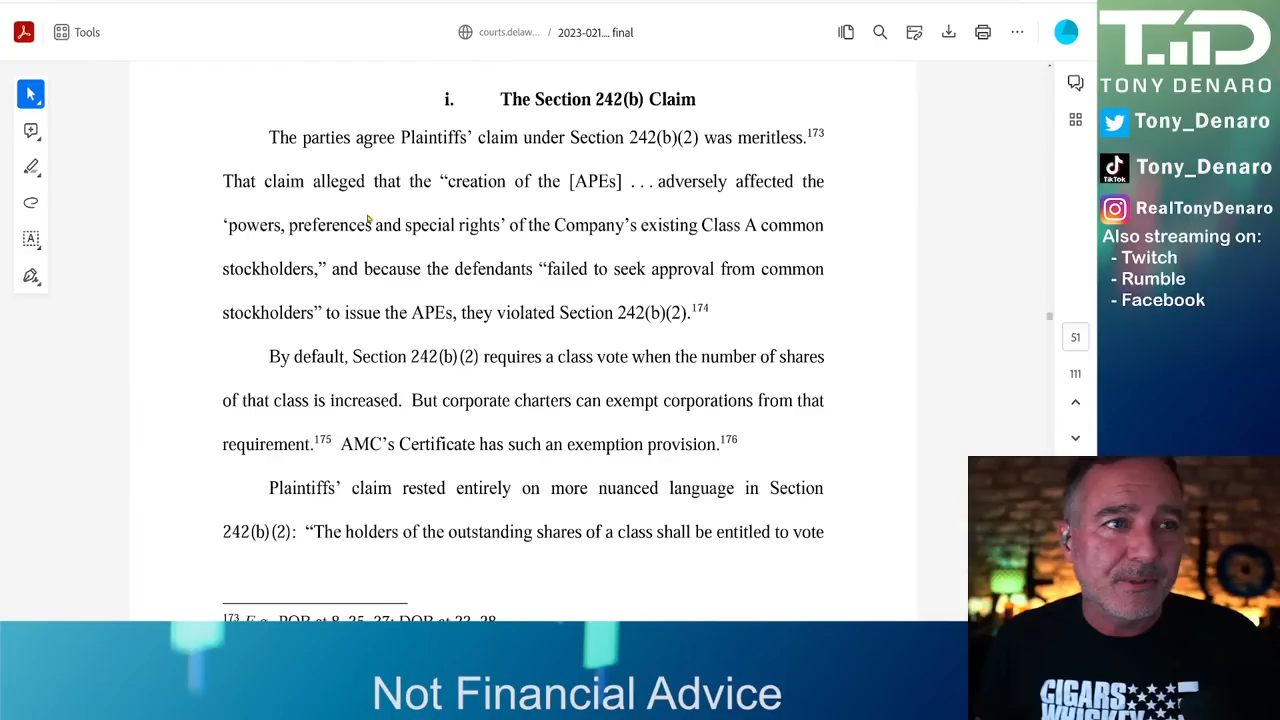 Tools
courts.delaw... / 2023-021.... final
i. The Section 242(b) Claim
The parties agree Plaintiffs’ claim under Section 242(b)(2) was meritless.173
That claim alleged that the “creation of the [APEs] . . . adversely affected the
‘powers, preferences and special rights’ of the Company’s existing Class A common
stockholders,” and because the defendants “failed to seek approval from common
stockholders” to issue the APEs, they violated Section 242(b)(2).174
By default, Section 242(b)(2) requires a class vote when the number of shares
of that class is increased. But corporate charters can exempt corporations from that
requirement.175 AMC’s Certificate has such an exemption provision.176
Plaintiffs’ claim rested entirely on more nuanced language in Section
242(b)(2): “The holders of the outstanding shares of a class shall be entitled to vote
51
111
TD
TONY DENARO
Tony_Denaro
TikTok
Tony_Denaro
RealTonyDenaro
Also streaming on:
- Twitch
- Rumble
- Facebook
CIGARS
Not Financial Advice